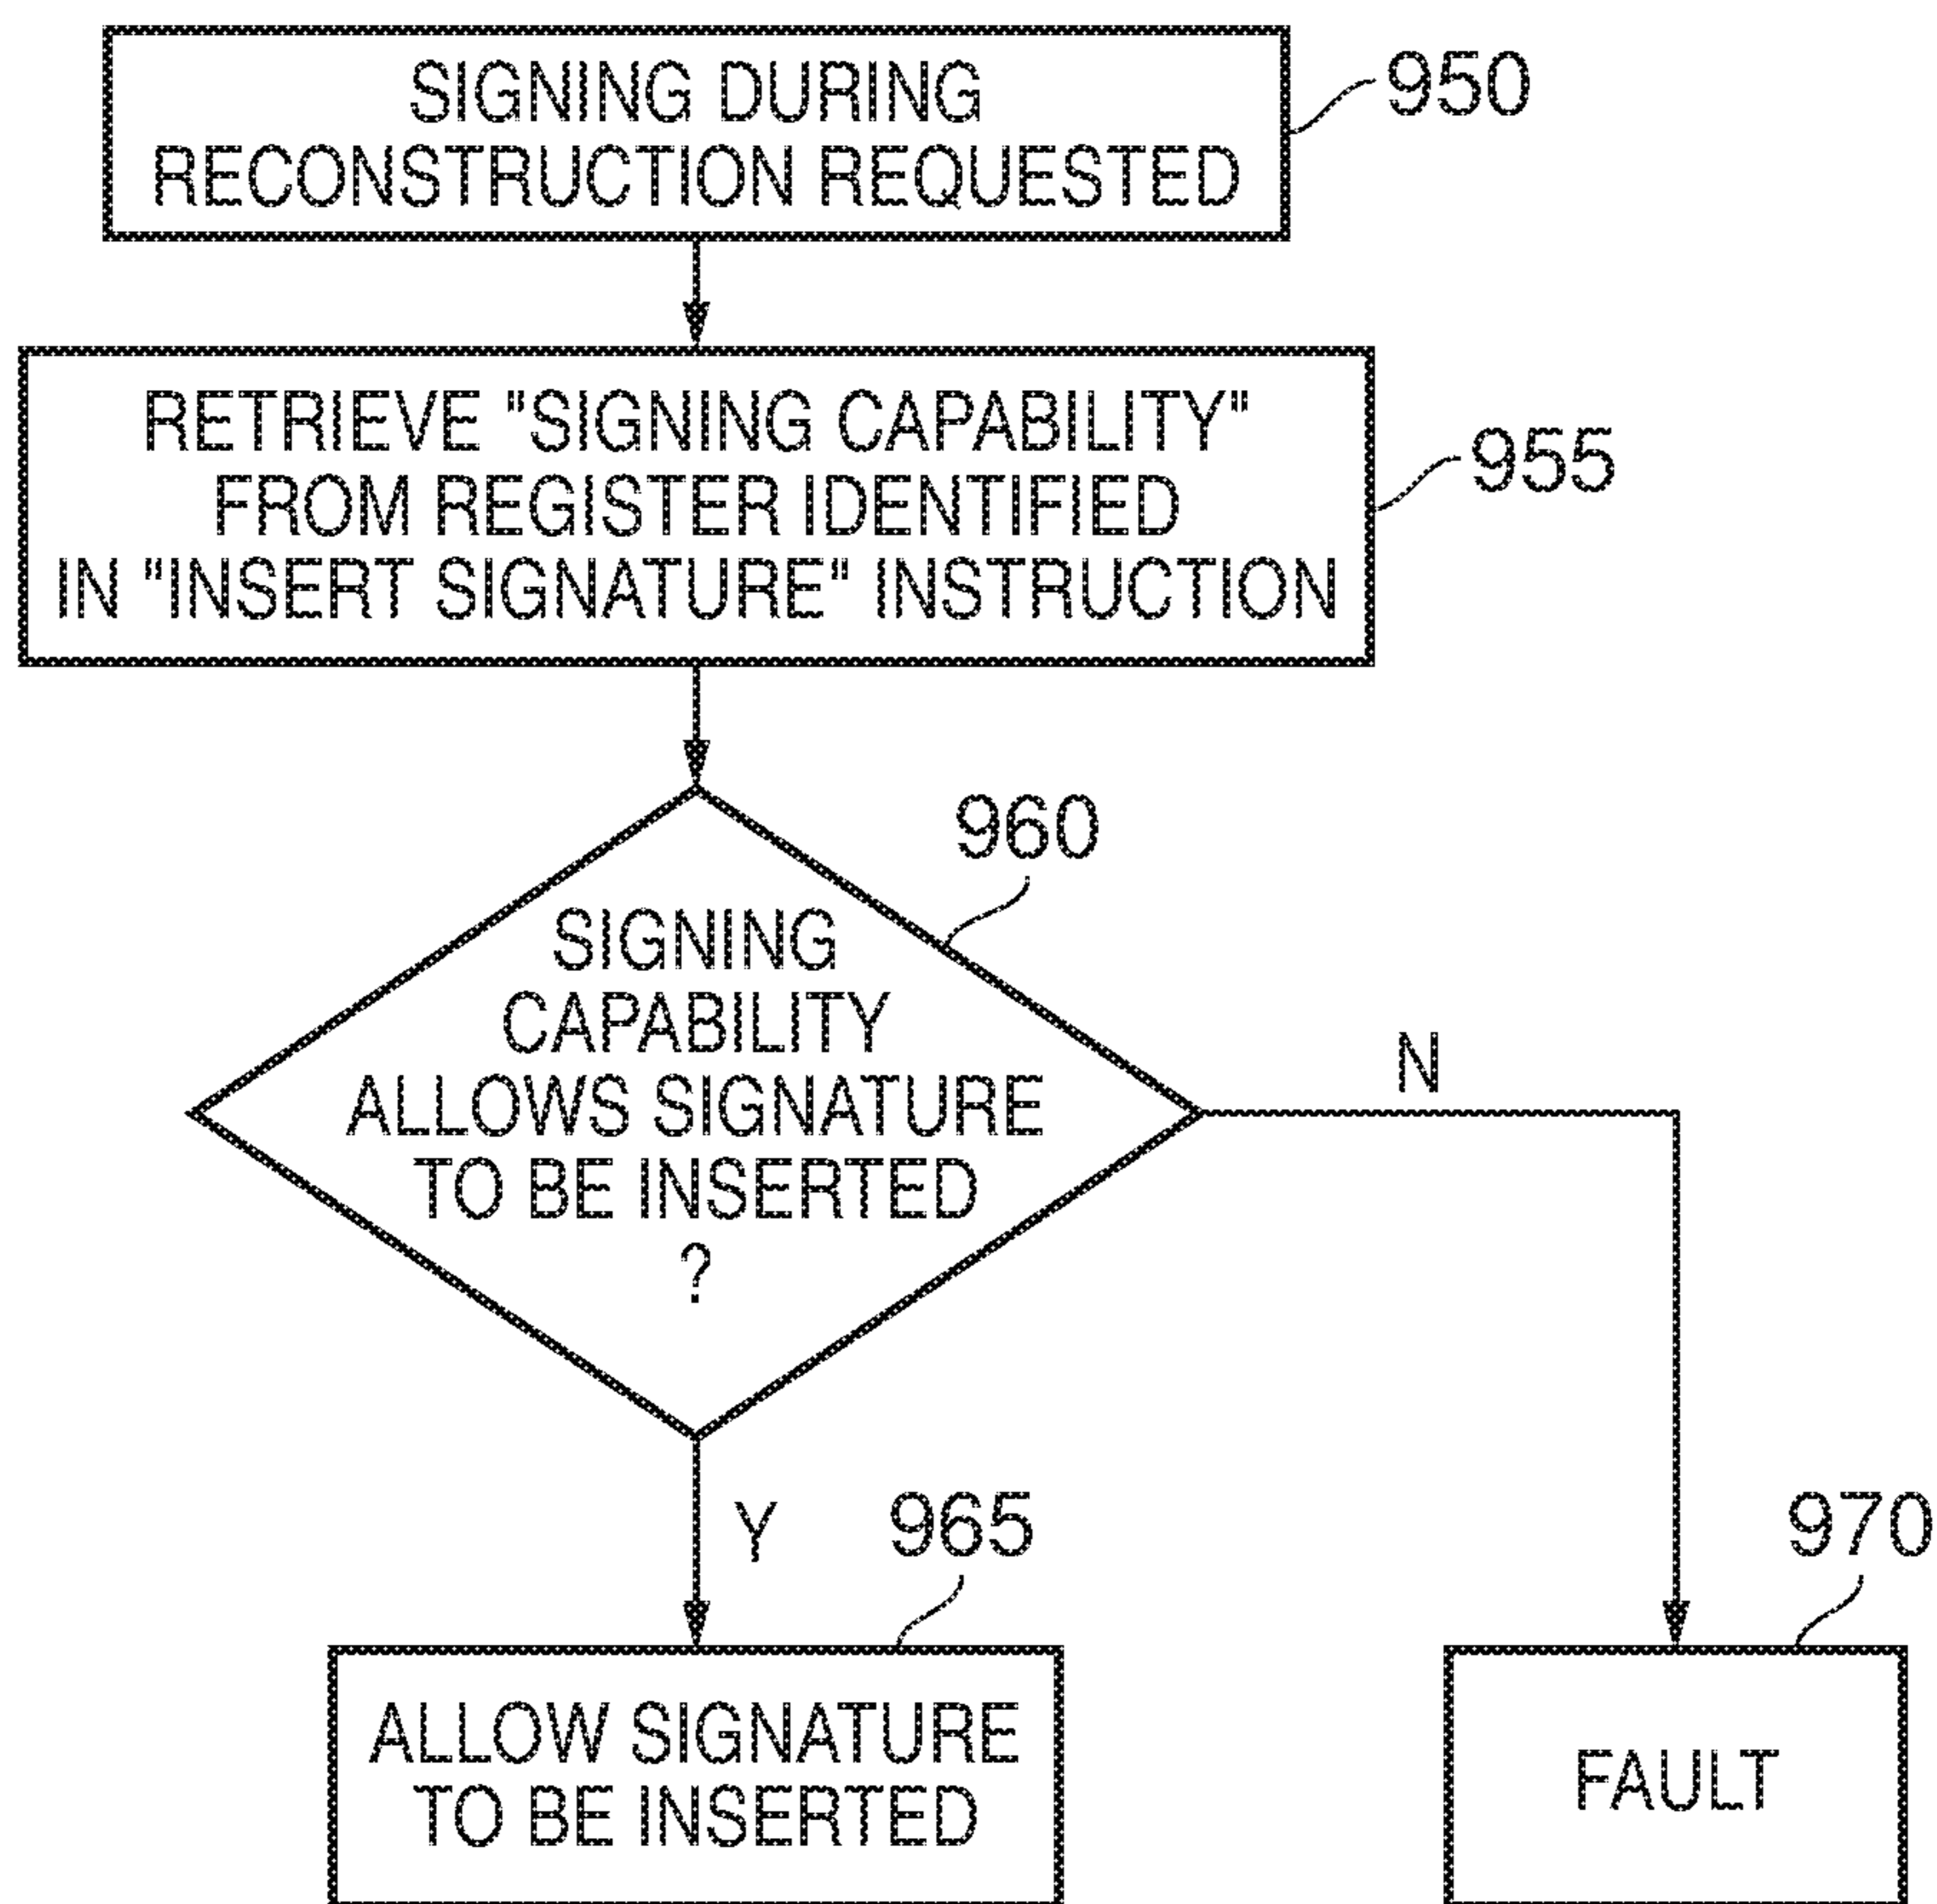 SIGNING DURING
RECONSTRUCTION REQUESTED
950
RETRIEVE "SIGNING CAPABILITY"
FROM REGISTER IDENTIFIED
IN "INSERT SIGNATURE" INSTRUCTION
955
960
SIGNING
CAPABILITY
ALLOWS SIGNATURE
TO BE INSERTED
?
N
Y
965
970
ALLOW SIGNATURE
TO BE INSERTED
FAULT